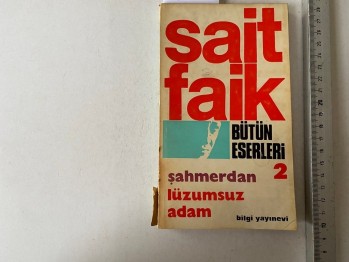 sait
faik
BÜTÜN
ESERLERİ
2
şahmerdan
lüzumsuz
adam
bilgi yayınevi